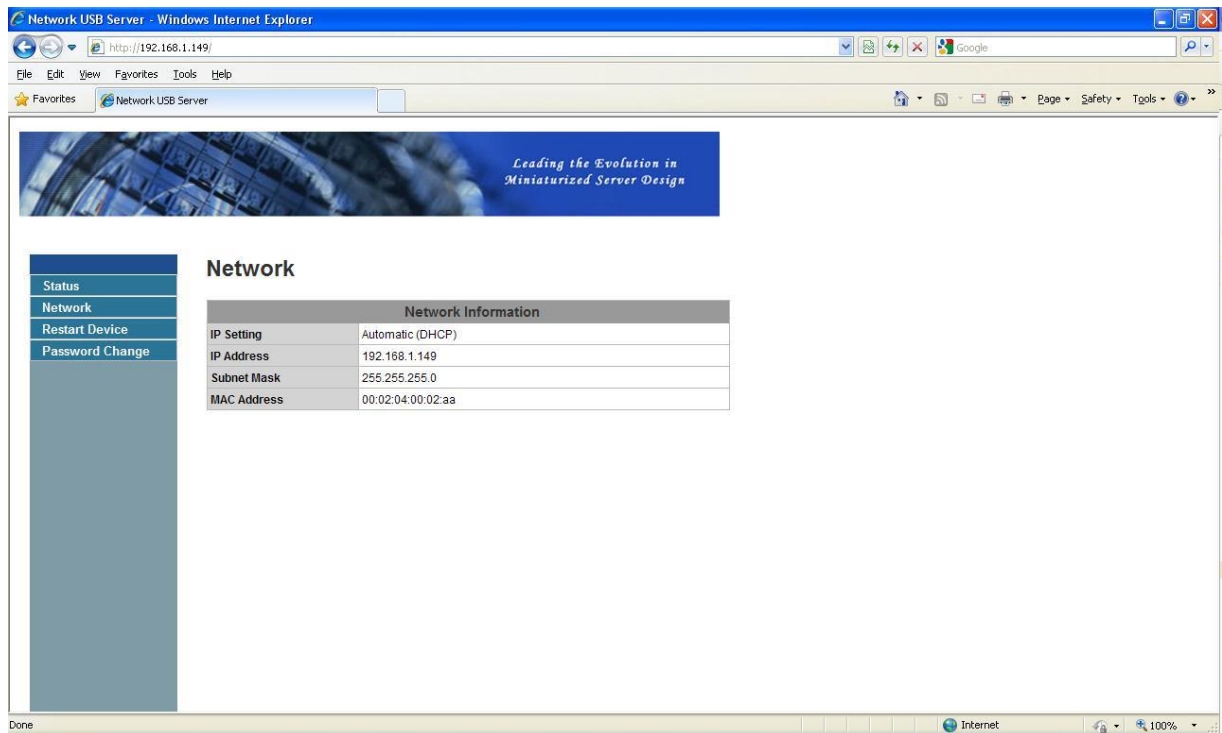 Network USB Server - Windows Internet Explorer
http://192.168.1.149/
Google
File Edit View Favorites Tools Help
Favorites Network USB Server Page Safety Tools
Leading the Evolution in
Miniaturized Server Design
Status
Network
Restart Device
Password Change
Network
Network Information
IP Setting Automatic (DHCP)
IP Address 192.168.1.149
Subnet Mask 255.255.255.0
MAC Address 00:02:04:00:02:aa
Done Internet 100%